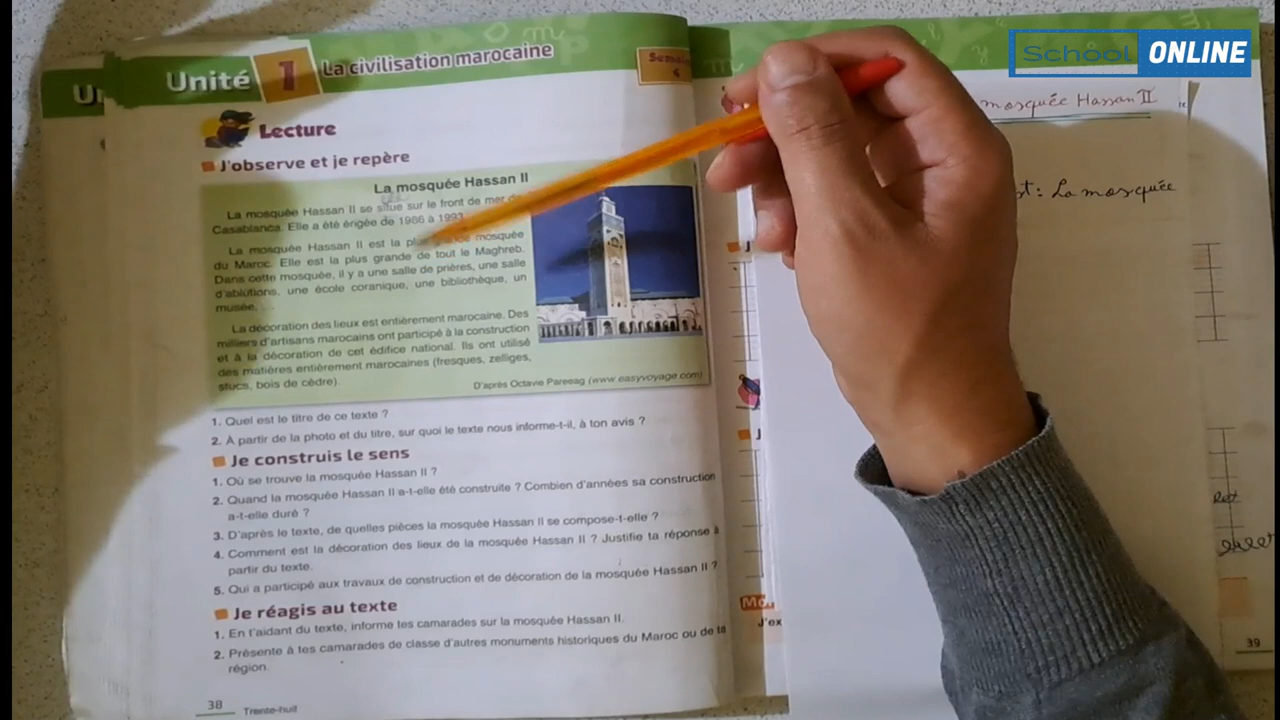 School ONLINE
Unité 1 La civilisation marocaine
Lecture
J'observe et je repère
La mosquée Hassan II
La mosquée Hassan II se situe sur le front de mer
Casablanca. Elle a été érigée de 1986 à 1993
La mosquée Hassan II est la plus grande mosquée
du Maroc. Elle est la plus grande de tout le Maghreb.
Dans cette mosquée, il y a une salle de prières, une salle
d'ablutions, une école coranique, une bibliothèque, un
musée, ...
La décoration des lieux est entièrement marocaine. Des
milliers d'artisans marocains ont participé à la construction
et à la décoration de cet édifice national. Ils ont utilisé
des matières entièrement marocaines (fresques, zelliges,
stucs, bois de cèdre).
D'après Octavie Pareeag (www.easyvoyage.com)
1. Quel est le titre de ce texte ?
2. À partir de la photo et du titre, sur quoi le texte nous informe-t-il, à ton avis ?
Je construis le sens
1. Où se trouve la mosquée Hassan II ?
2. Quand la mosquée Hassan II a-t-elle été construite ? Combien d'années sa construction
a-t-elle duré ?
3. D'après le texte, de quelles pièces la mosquée Hassan II se compose-t-elle ?
4. Comment est la décoration des lieux de la mosquée Hassan II ? Justifie ta réponse à
partir du texte.
5. Qui a participé aux travaux de construction et de décoration de la mosquée Hassan II ?
Je réagis au texte
1. En t'aidant du texte, informe tes camarades sur la mosquée Hassan II.
2. Présente à tes camarades de classe d'autres monuments historiques du Maroc ou de ta
région.
38 Trente-huit
mosquée Hassan II
st : La mosquée
J'ex
39